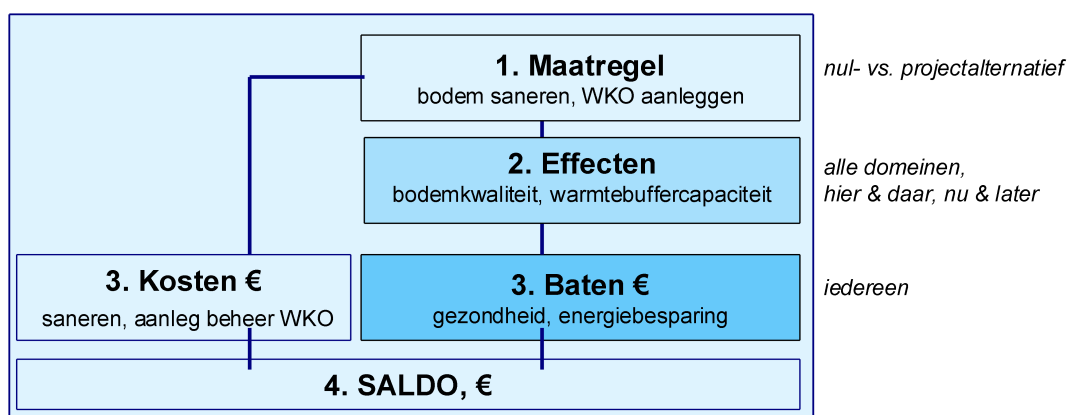 1. Maatregel
bodem saneren, WKO aanleggen
nul- vs. projectalternatief
2. Effecten
bodemkwaliteit, warmtebuffercapaciteit
alle domeinen,
hier & daar, nu & later
3. Kosten €
saneren, aanleg beheer WKO
3. Baten €
gezondheid, energiebesparing
iedereen
4. SALDO, €